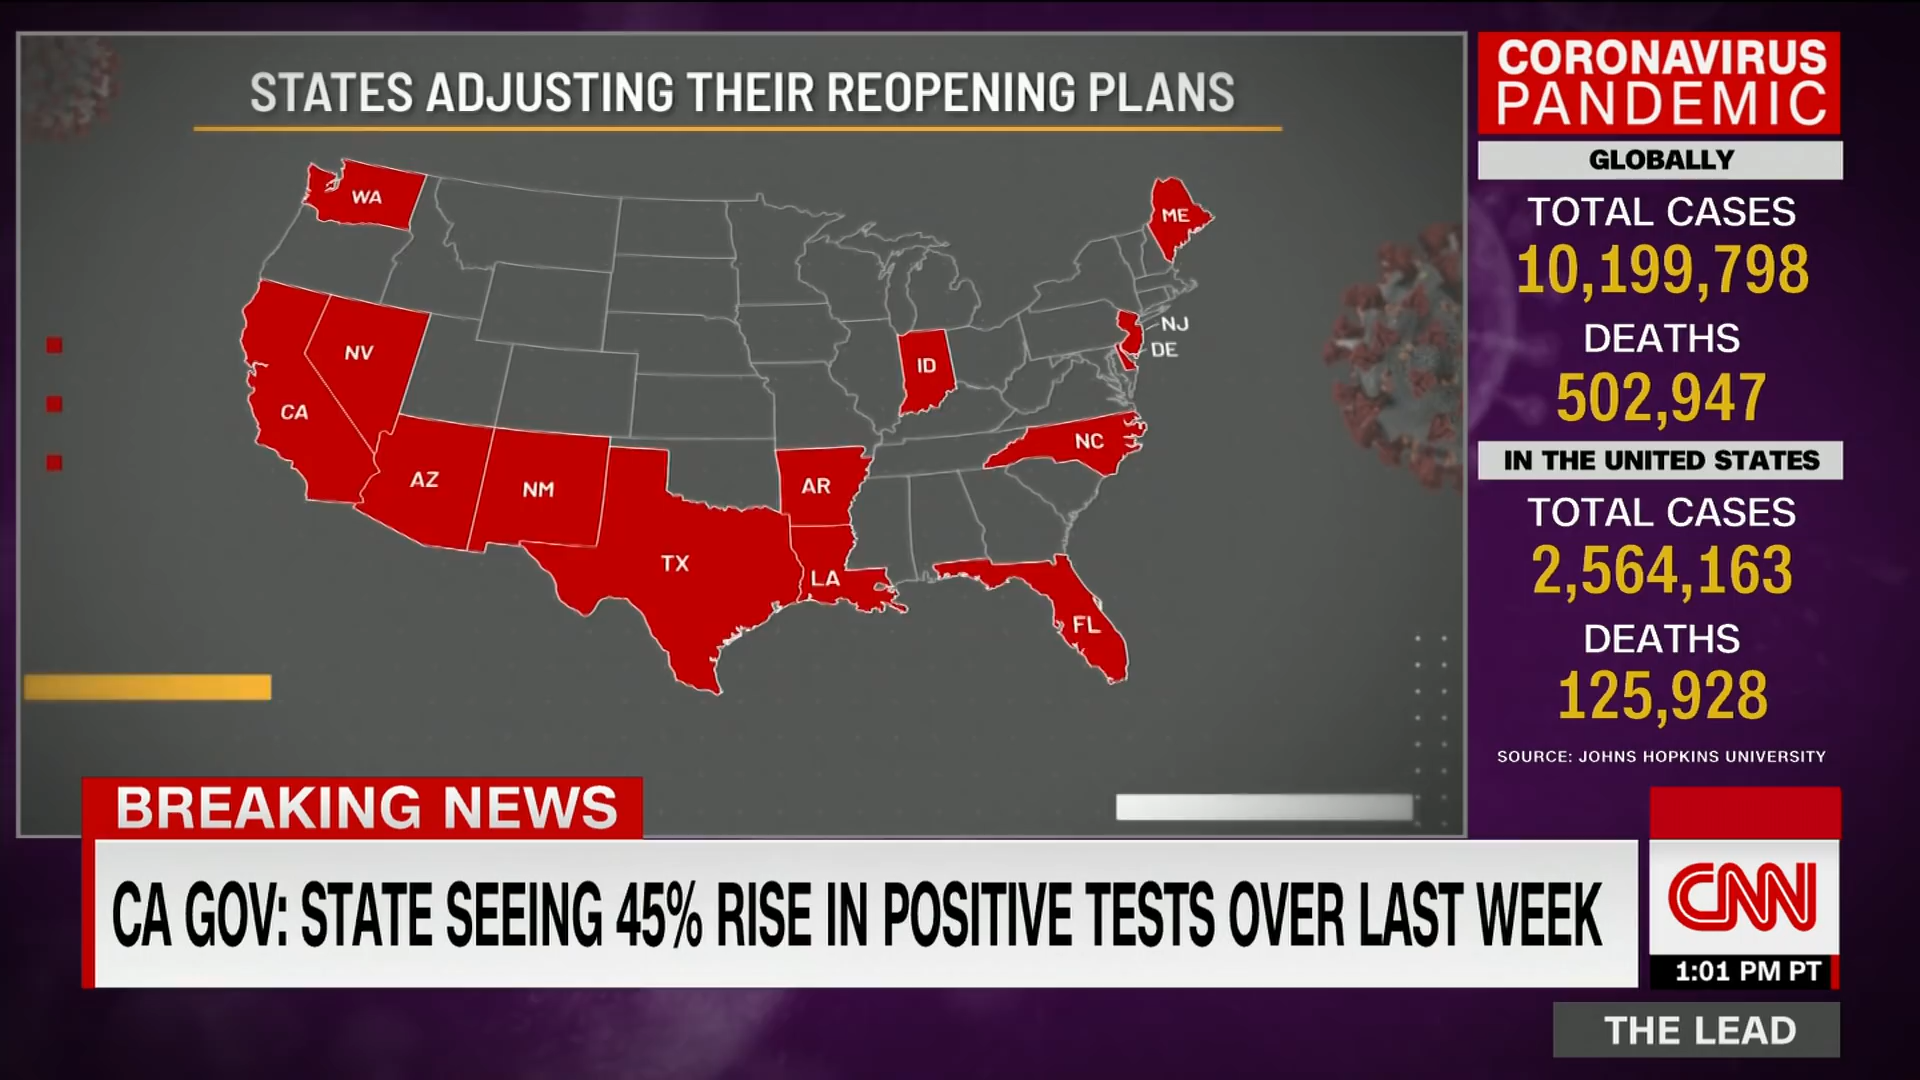 STATES ADJUSTING THEIR REOPENING PLANS
WA
ME
NV
CA
AZ
NM
TX
AR
LA
ID
NJ
DE
NC
FL
CORONAVIRUS
PANDEMIC
GLOBALLY
TOTAL CASES
10,199,798
DEATHS
502,947
IN THE UNITED STATES
TOTAL CASES
2,564,163
DEATHS
125,928
SOURCE: JOHNS HOPKINS UNIVERSITY
BREAKING NEWS
CA GOV: STATE SEEING 45% RISE IN POSITIVE TESTS OVER LAST WEEK
CNN
1:01 PM PT
THE LEAD